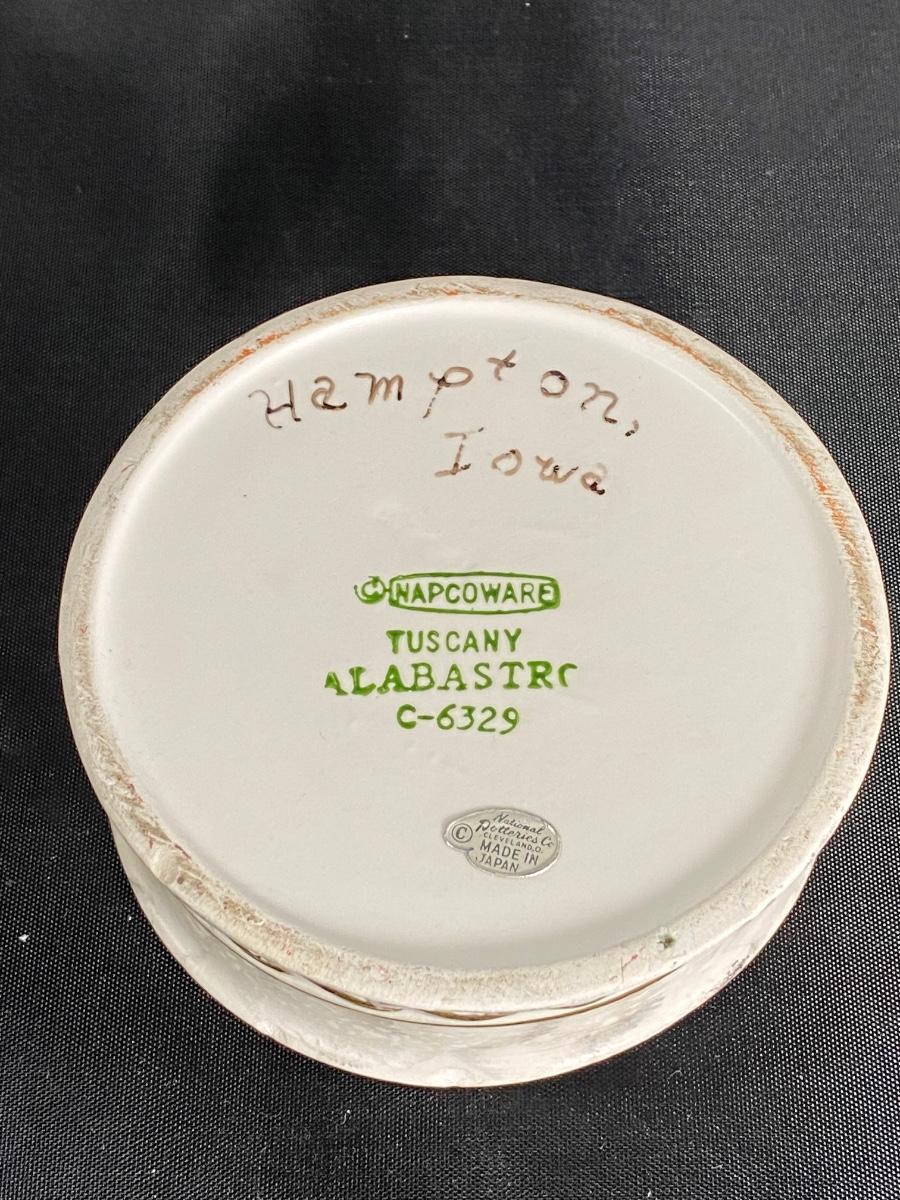 Hampton,
Iowa
© NAPCOWARE
TUSCANY
ALABASTRO
C-6329
National
Potteries Co
© CLEVELAND.O.
MADE IN
JAPAN